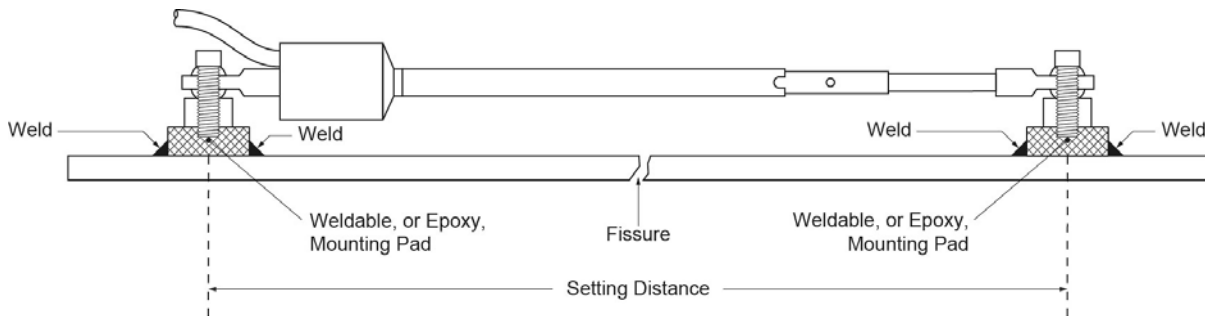 Weld
Weld
Weld
Weld
Weldable, or Epoxy,
Mounting Pad
Fissure
Weldable, or Epoxy,
Mounting Pad
Setting Distance